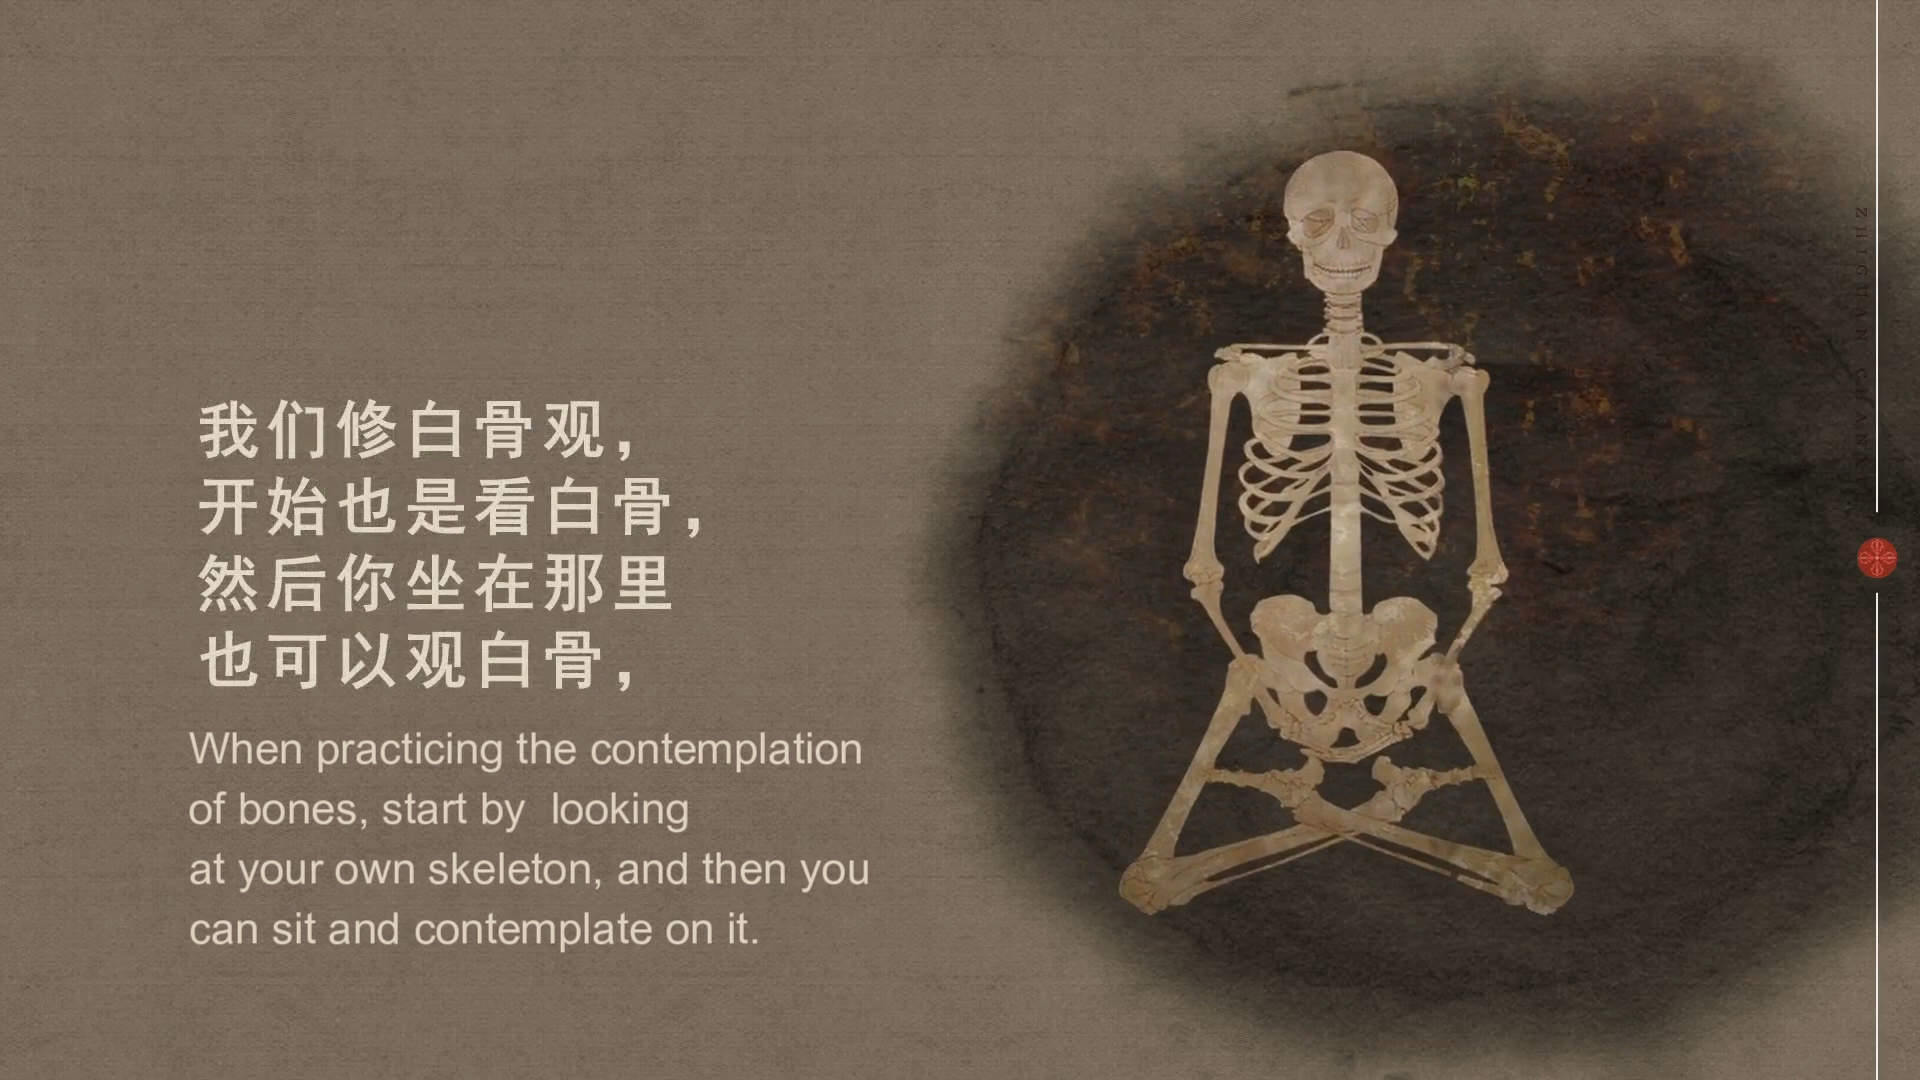 我们修白骨观，
开始也是看白骨，
然后你坐在那里
也可以观白骨，
When practicing the contemplation
of bones, start by  looking
at your own skeleton, and then you
can sit and contemplate on it.